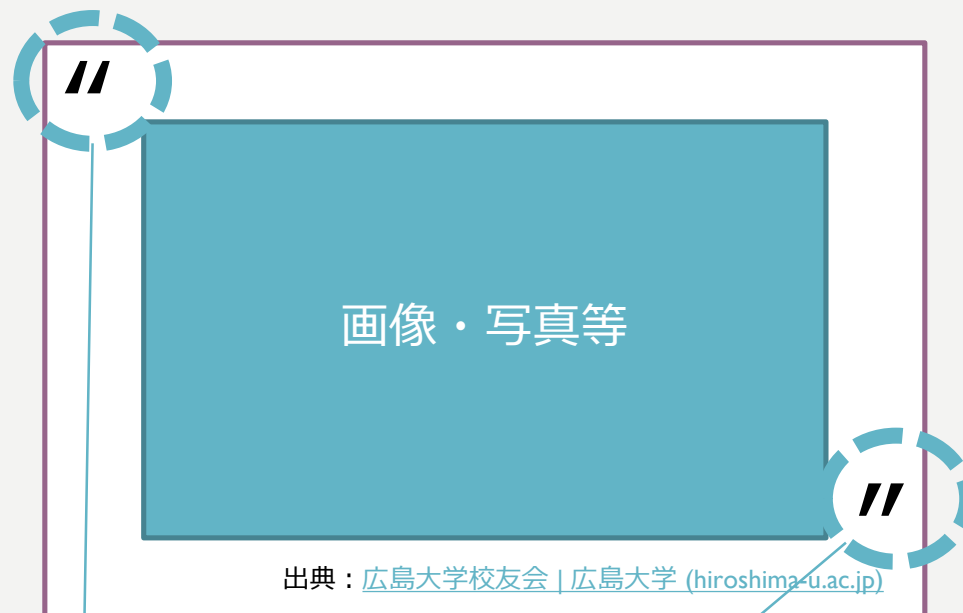 “
画像・写真等
”
出典：広島大学校友会 | 広島大学 (hiroshima-u.ac.jp)